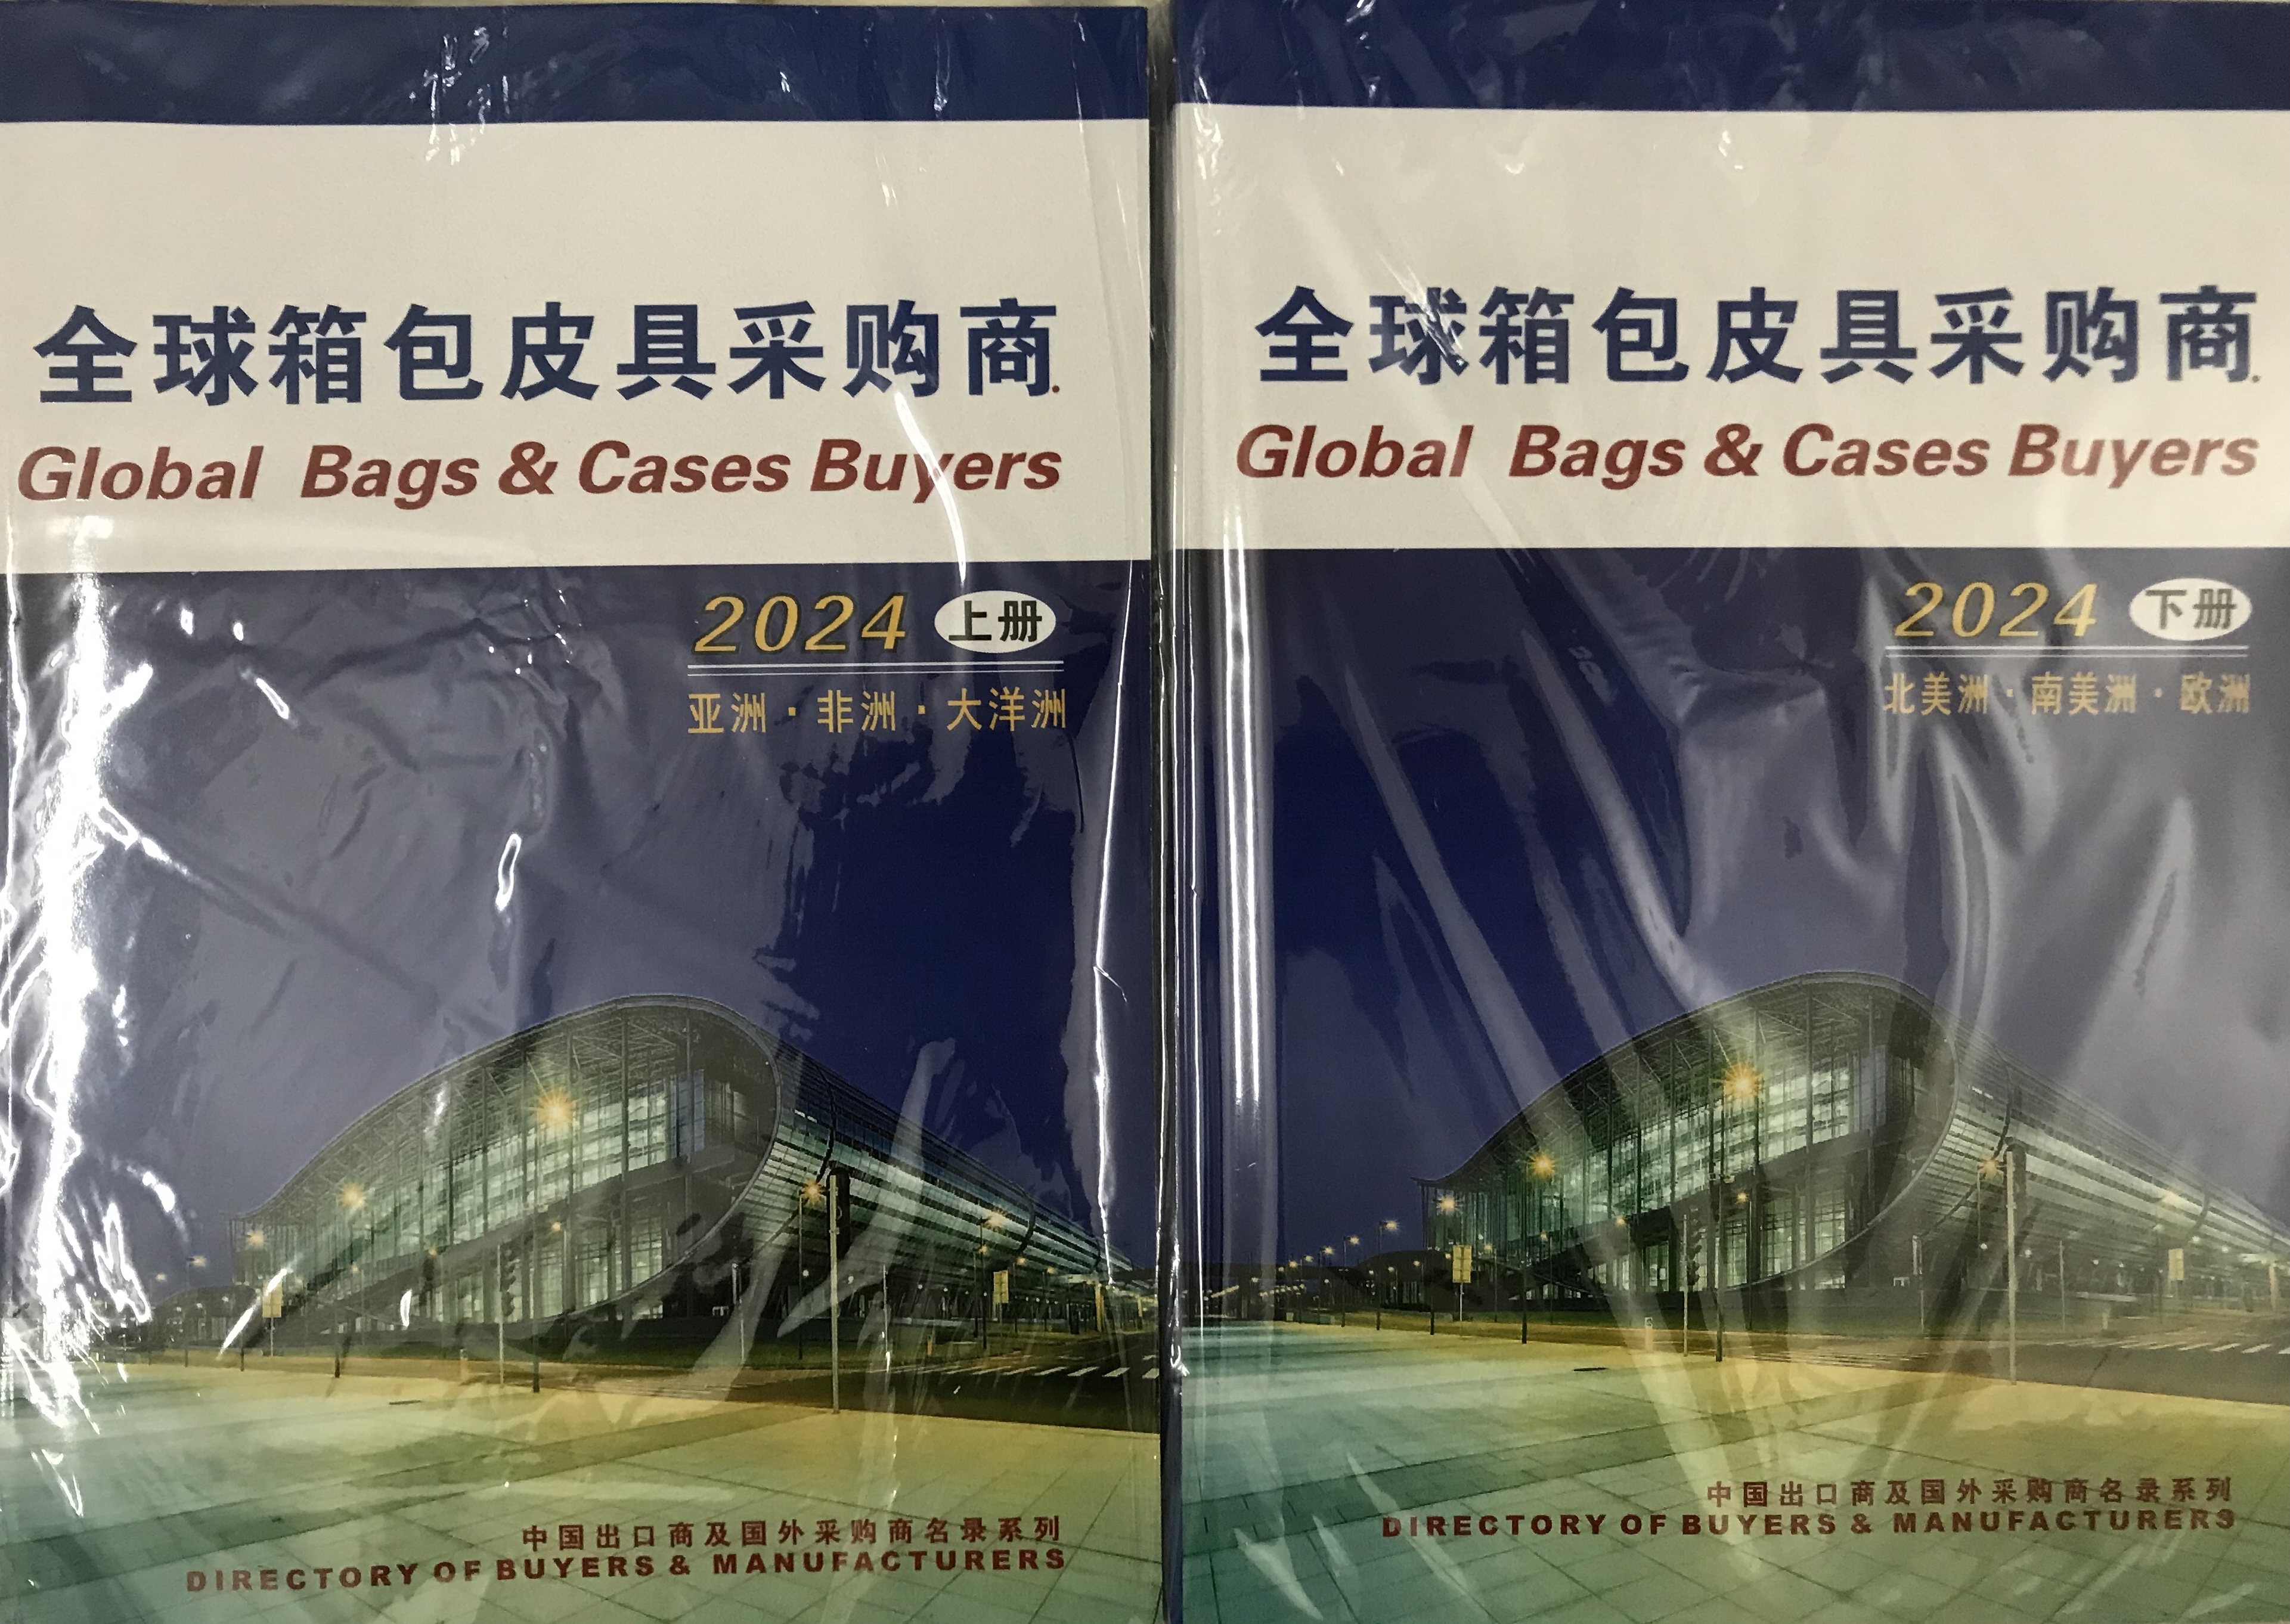 全球箱包皮具采购商
Global Bags & Cases Buyers
2024 上册
亚洲·非洲·大洋洲
中国出口商及国外采购商名录系列
DIRECTORY OF BUYERS & MANUFACTURERS
全球箱包皮具采购商
Global Bags & Cases Buyers
2024 下册
北美洲·南美洲·欧洲
中国出口商及国外采购商名录系列
DIRECTORY OF BUYERS & MANUFACTURERS